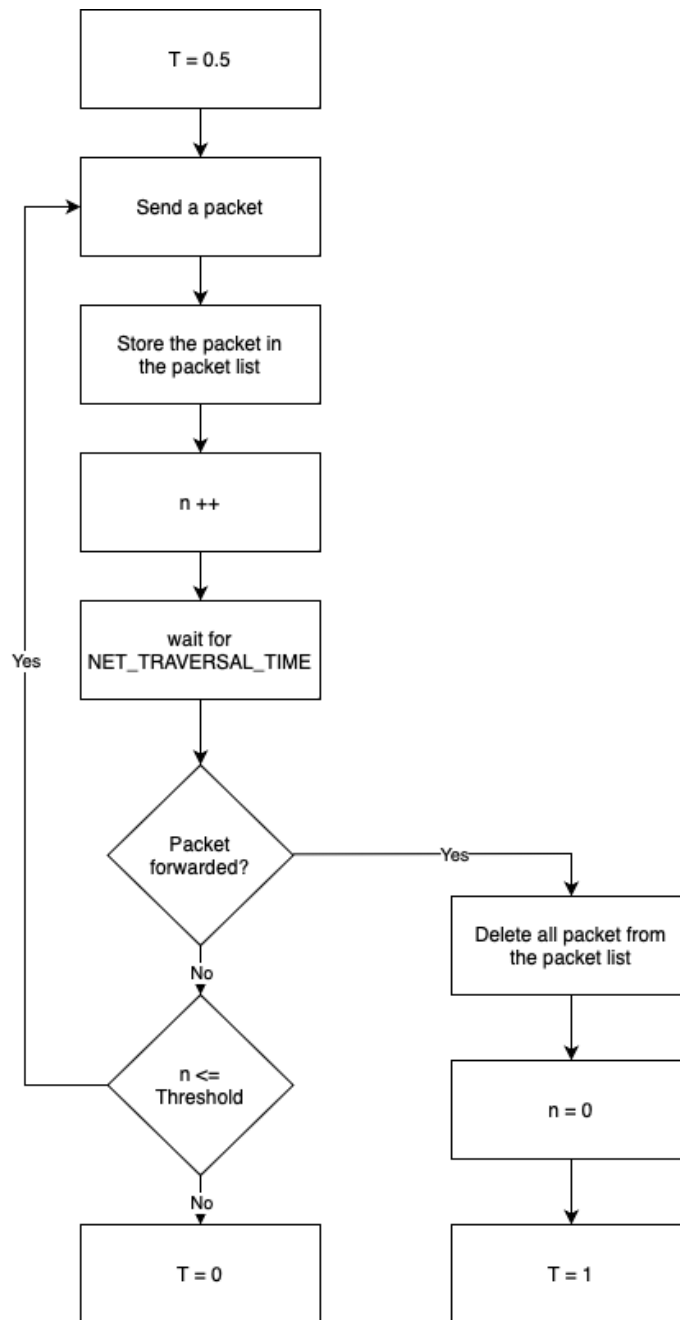 T = 0.5
Send a packet
Store the packet in
the packet list
n ++
wait for
NET_TRAVERSAL_TIME
Yes
Packet
forwarded?
Yes
Delete all packet from
the packet list
No
n <=
Threshold
n = 0
No
T = 0
T = 1